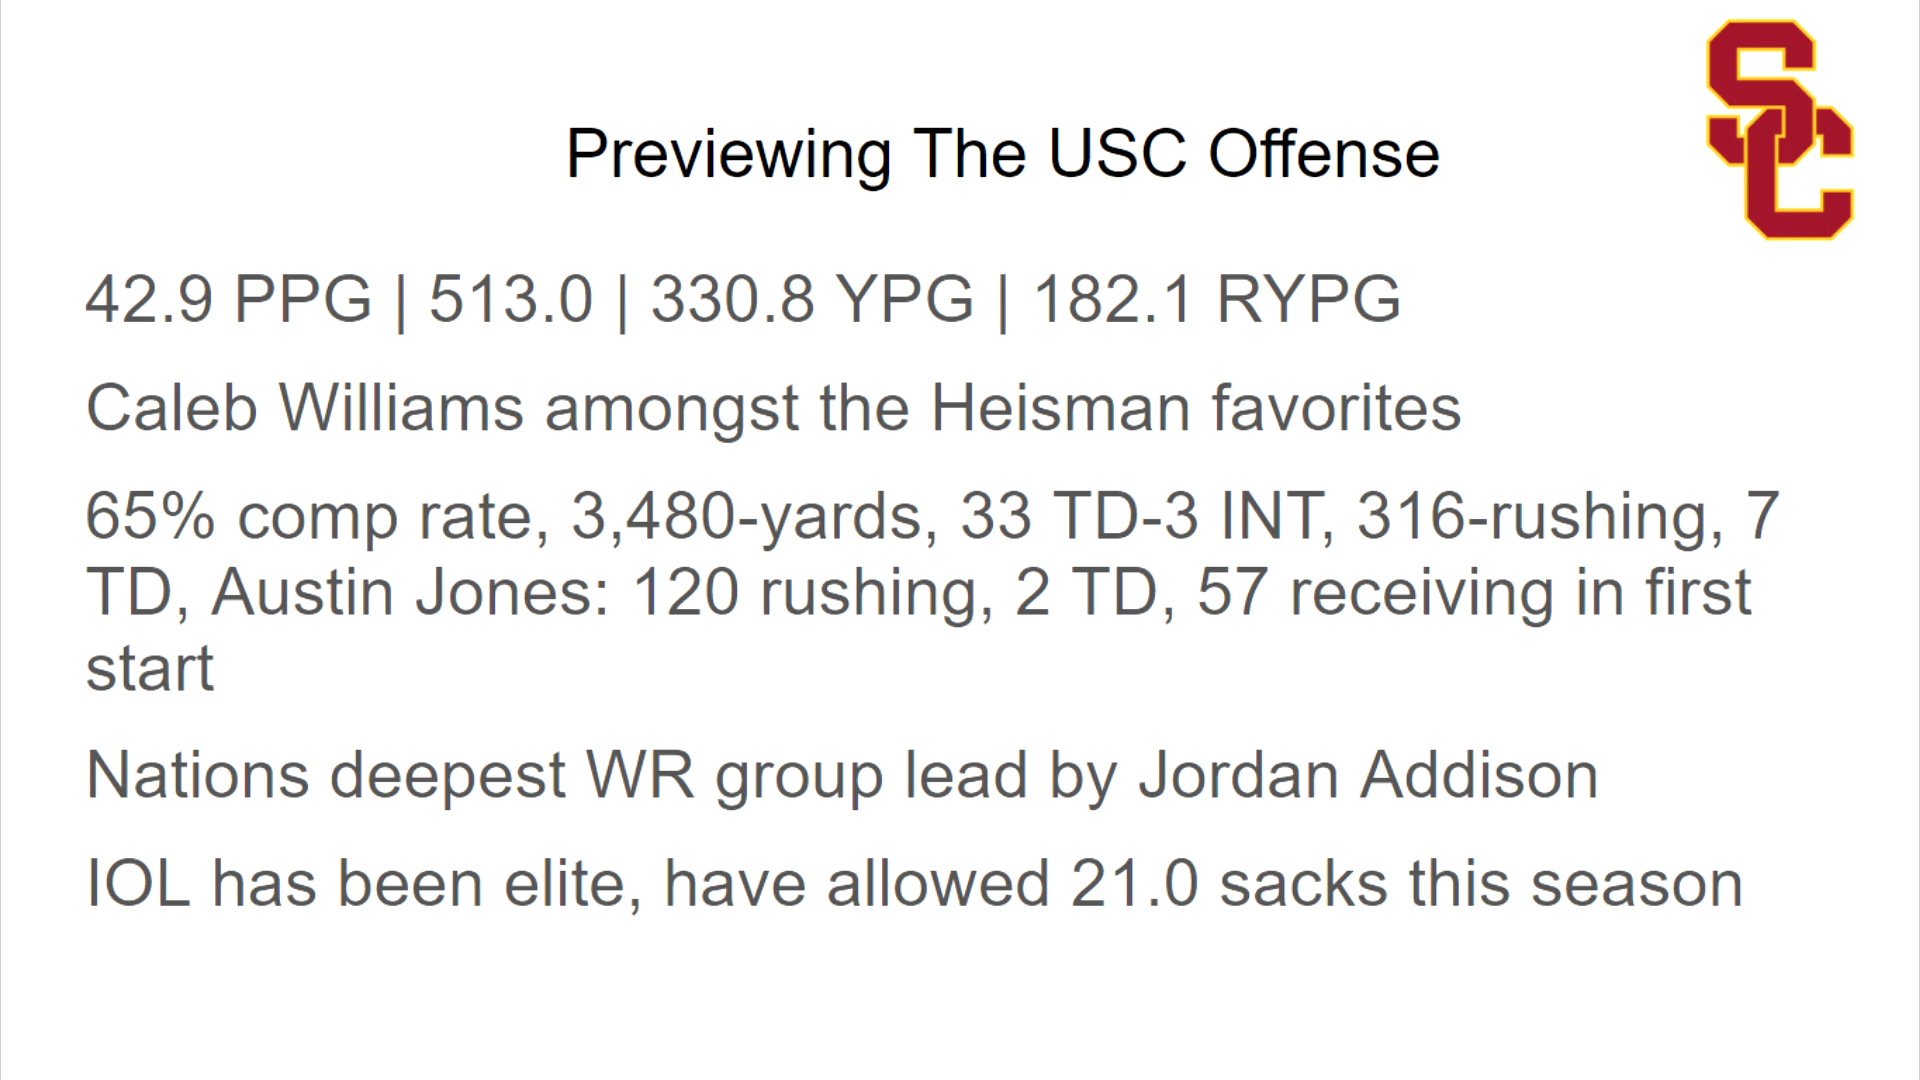 SC
Previewing The USC Offense
42.9 PPG | 513.0 | 330.8 YPG | 182.1 RYPG
Caleb Williams amongst the Heisman favorites
65% comp rate, 3,480-yards, 33 TD-3 INT, 316-rushing, 7
TD, Austin Jones: 120 rushing, 2 TD, 57 receiving in first
start
Nations deepest WR group lead by Jordan Addison
IOL has been elite, have allowed 21.0 sacks this season